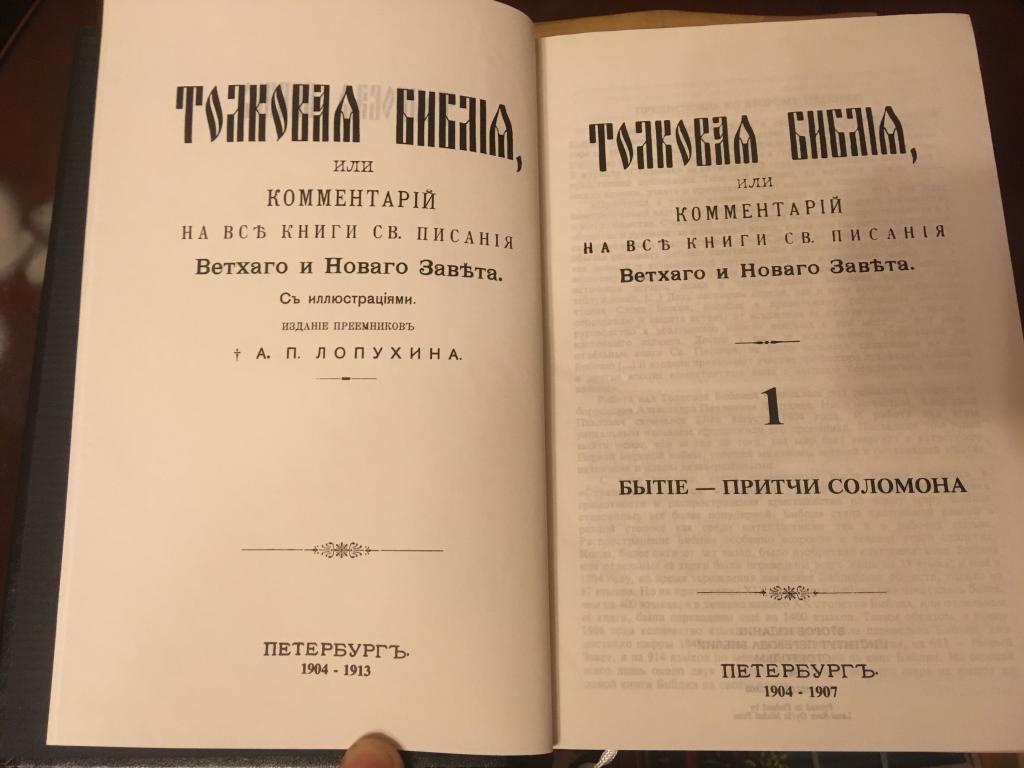 ТОЛКОВАЯ БИБЛІЯ,
ИЛИ
КОММЕНТАРІЙ
НА ВСѢ КНИГИ СВ. ПИСАНІЯ
Ветхаго и Новаго Завѣта.
Съ иллюстраціями.
ИЗДАНІЕ ПРЕЕМНИКОВЪ
† А. П. ЛОПУХИНА.
ПЕТЕРБУРГЪ.
1904 - 1913
ТОЛКОВАЯ БИБЛІЯ,
ИЛИ
КОММЕНТАРІЙ
НА ВСѢ КНИГИ СВ. ПИСАНІЯ
Ветхаго и Новаго Завѣта.
1
БЫТІЕ — ПРИТЧИ СОЛОМОНА
ПЕТЕРБУРГЪ.
1904 - 1907